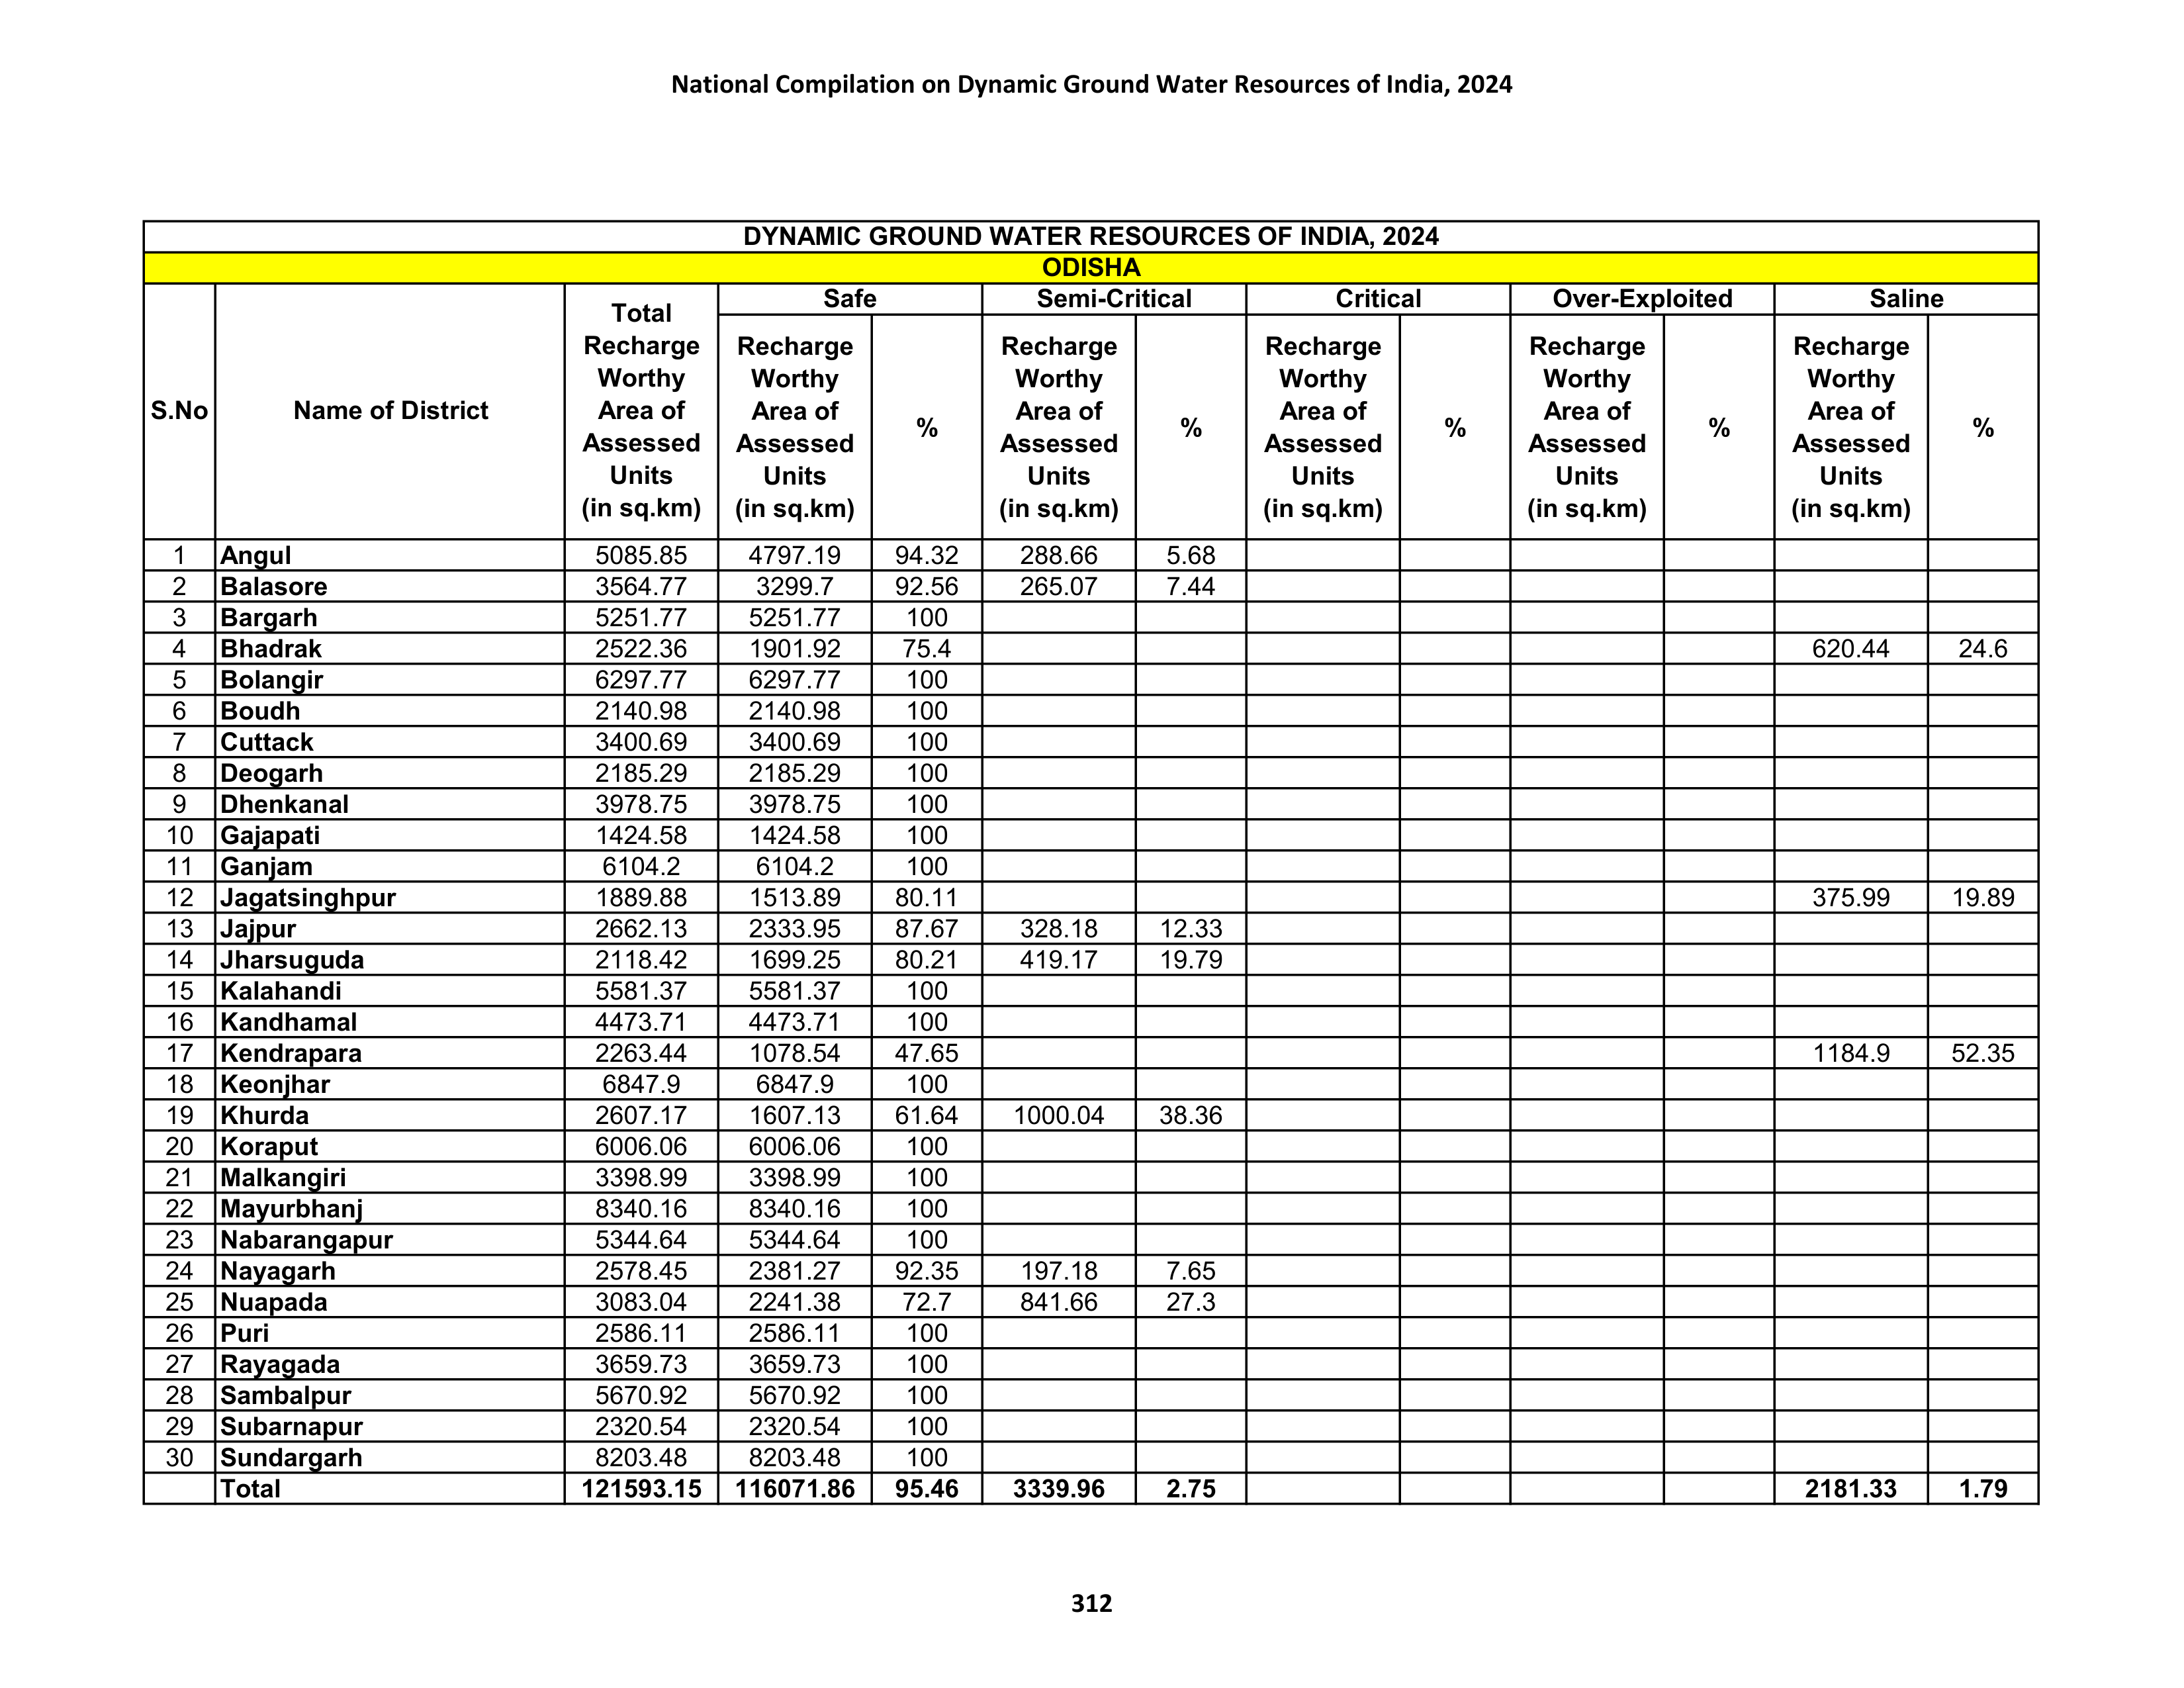 National Compilation on Dynamic Ground Water Resources of India, 2024
DYNAMIC GROUND WATER RESOURCES OF INDIA, 2024
ODISHA
S.No Name of District Total Recharge Worthy Area of Assessed Units (in sq.km) Safe Semi-Critical Critical Over-Exploited Saline
Recharge Worthy Area of Assessed Units (in sq.km) % Recharge Worthy Area of Assessed Units (in sq.km) % Recharge Worthy Area of Assessed Units (in sq.km) % Recharge Worthy Area of Assessed Units (in sq.km) % Recharge Worthy Area of Assessed Units (in sq.km) %
1 Angul 5085.85 4797.19 94.32 288.66 5.68
2 Balasore 3564.77 3299.7 92.56 265.07 7.44
3 Bargarh 5251.77 5251.77 100
4 Bhadrak 2522.36 1901.92 75.4 620.44 24.6
5 Bolangir 6297.77 6297.77 100
6 Boudh 2140.98 2140.98 100
7 Cuttack 3400.69 3400.69 100
8 Deogarh 2185.29 2185.29 100
9 Dhenkanal 3978.75 3978.75 100
10 Gajapati 1424.58 1424.58 100
11 Ganjam 6104.2 6104.2 100
12 Jagatsinghpur 1889.88 1513.89 80.11 375.99 19.89
13 Jajpur 2662.13 2333.95 87.67 328.18 12.33
14 Jharsuguda 2118.42 1699.25 80.21 419.17 19.79
15 Kalahandi 5581.37 5581.37 100
16 Kandhamal 4473.71 4473.71 100
17 Kendrapara 2263.44 1078.54 47.65 1184.9 52.35
18 Keonjhar 6847.9 6847.9 100
19 Khurda 2607.17 1607.13 61.64 1000.04 38.36
20 Koraput 6006.06 6006.06 100
21 Malkangiri 3398.99 3398.99 100
22 Mayurbhanj 8340.16 8340.16 100
23 Nabarangapur 5344.64 5344.64 100
24 Nayagarh 2578.45 2381.27 92.35 197.18 7.65
25 Nuapada 3083.04 2241.38 72.7 841.66 27.3
26 Puri 2586.11 2586.11 100
27 Rayagada 3659.73 3659.73 100
28 Sambalpur 5670.92 5670.92 100
29 Subarnapur 2320.54 2320.54 100
30 Sundargarh 8203.48 8203.48 100
Total 121593.15 116071.86 95.46 3339.96 2.75 2181.33 1.79
312